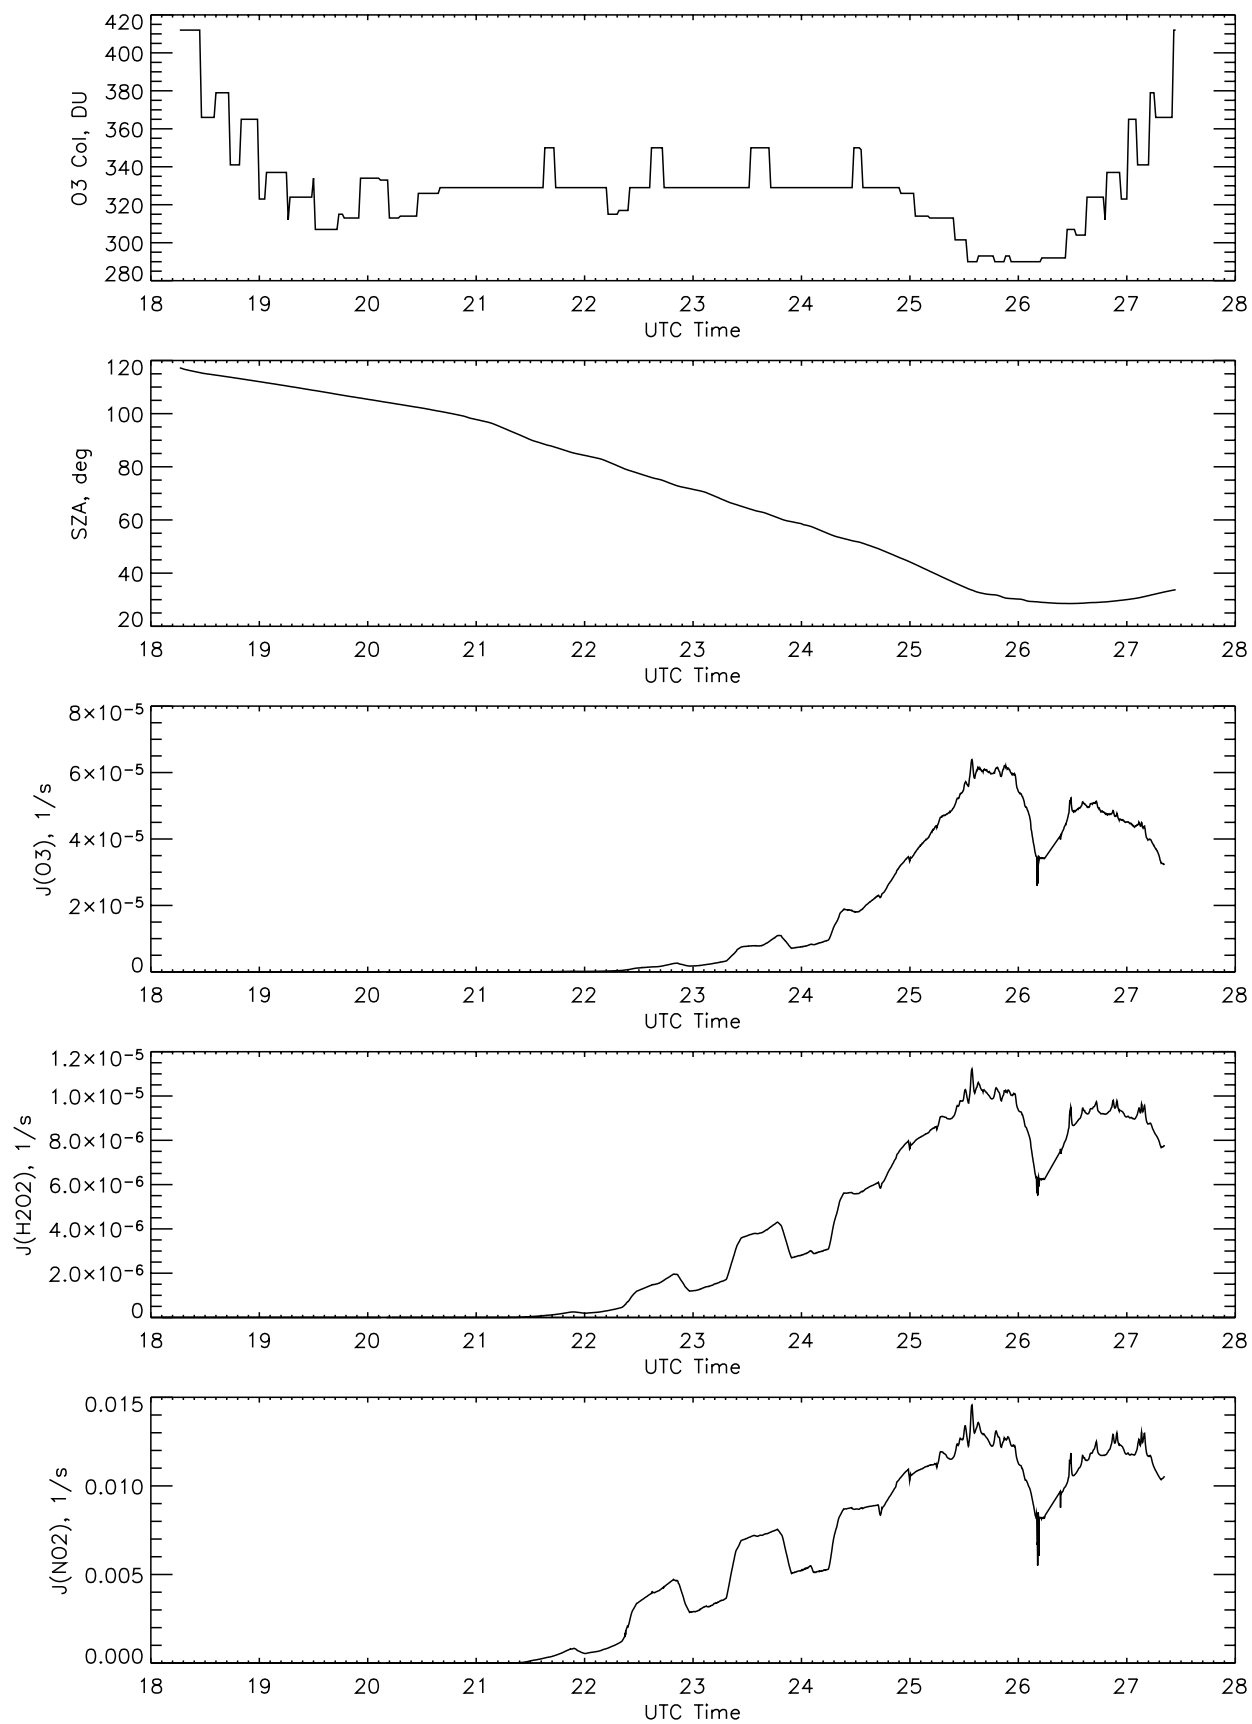 O3 Col, DU
420
400
380
360
340
320
300
280
18 19 20 21 22 23 24 25 26 27 28
UTC Time
SZA, deg
120
100
80
60
40
20
18 19 20 21 22 23 24 25 26 27 28
UTC Time
J(O3), 1/s
8×10⁻⁵
6×10⁻⁵
4×10⁻⁵
2×10⁻⁵
0
18 19 20 21 22 23 24 25 26 27 28
UTC Time
J(H2O2), 1/s
1.2×10⁻⁵
1.0×10⁻⁵
8.0×10⁻⁶
6.0×10⁻⁶
4.0×10⁻⁶
2.0×10⁻⁶
0
18 19 20 21 22 23 24 25 26 27 28
UTC Time
J(NO2), 1/s
0.015
0.010
0.005
0.000
18 19 20 21 22 23 24 25 26 27 28
UTC Time